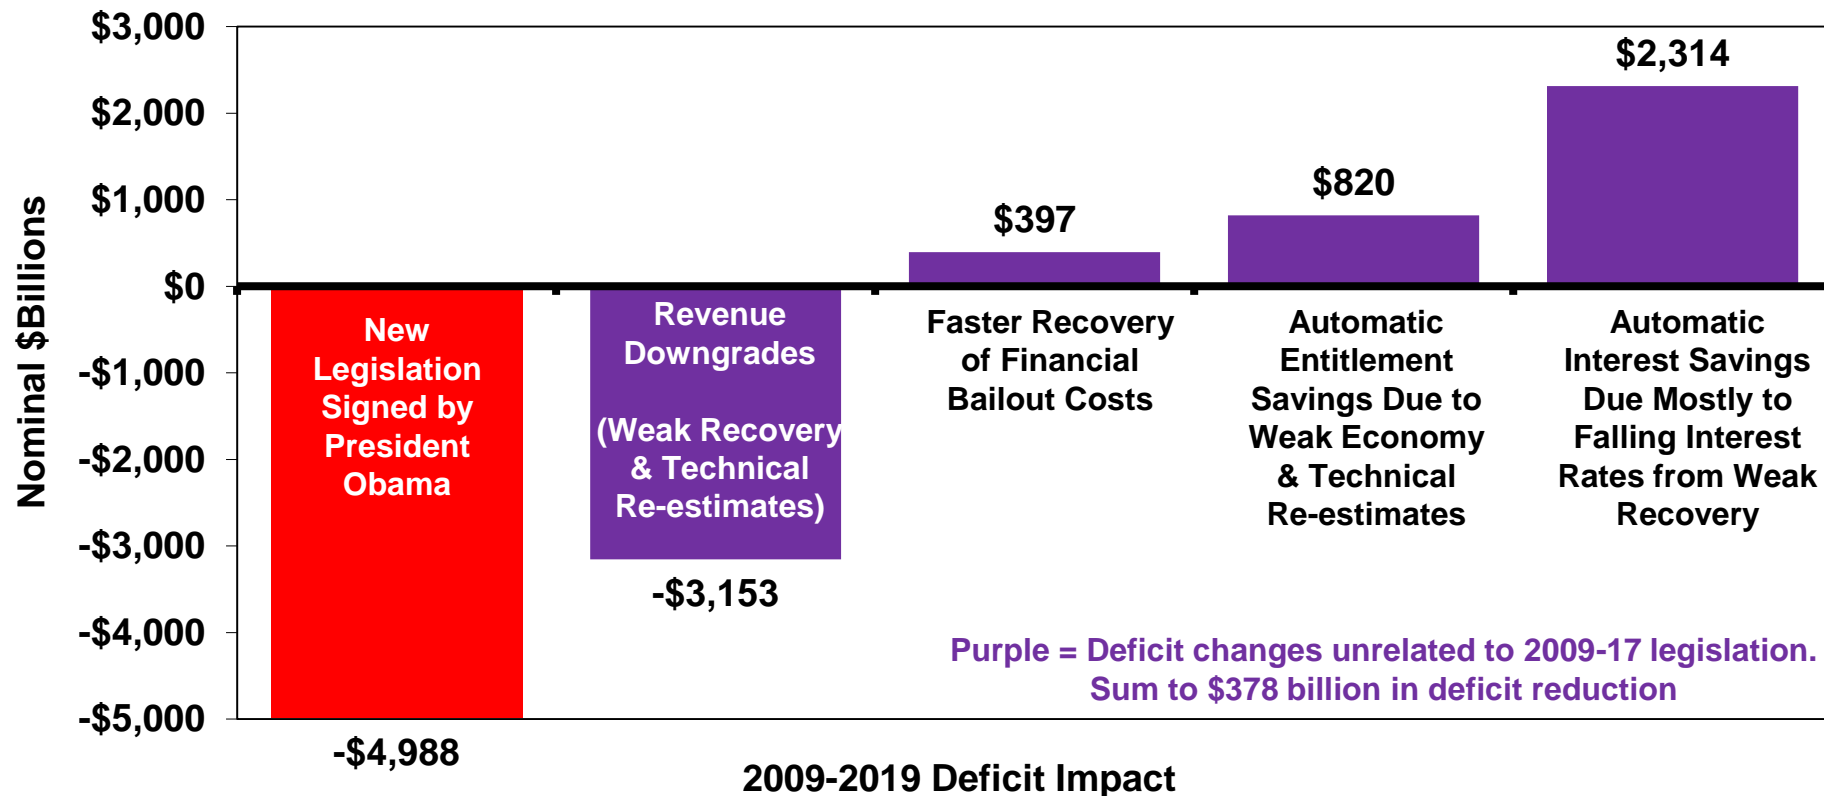 $3,000
$2,000
$1,000
$0
-$1,000
-$2,000
-$3,000
-$4,000
-$5,000
Nominal $Billions
New
Legislation
Signed by
President
Obama
-$4,988
Revenue
Downgrades
(Weak Recovery
& Technical
Re-estimates)
-$3,153
$397
Faster Recovery
of Financial
Bailout Costs
$820
Automatic
Entitlement
Savings Due to
Weak Economy
& Technical
Re-estimates
$2,314
Automatic
Interest Savings
Due Mostly to
Falling Interest
Rates from Weak
Recovery
Purple = Deficit changes unrelated to 2009-17 legislation.
Sum to $378 billion in deficit reduction
2009-2019 Deficit Impact